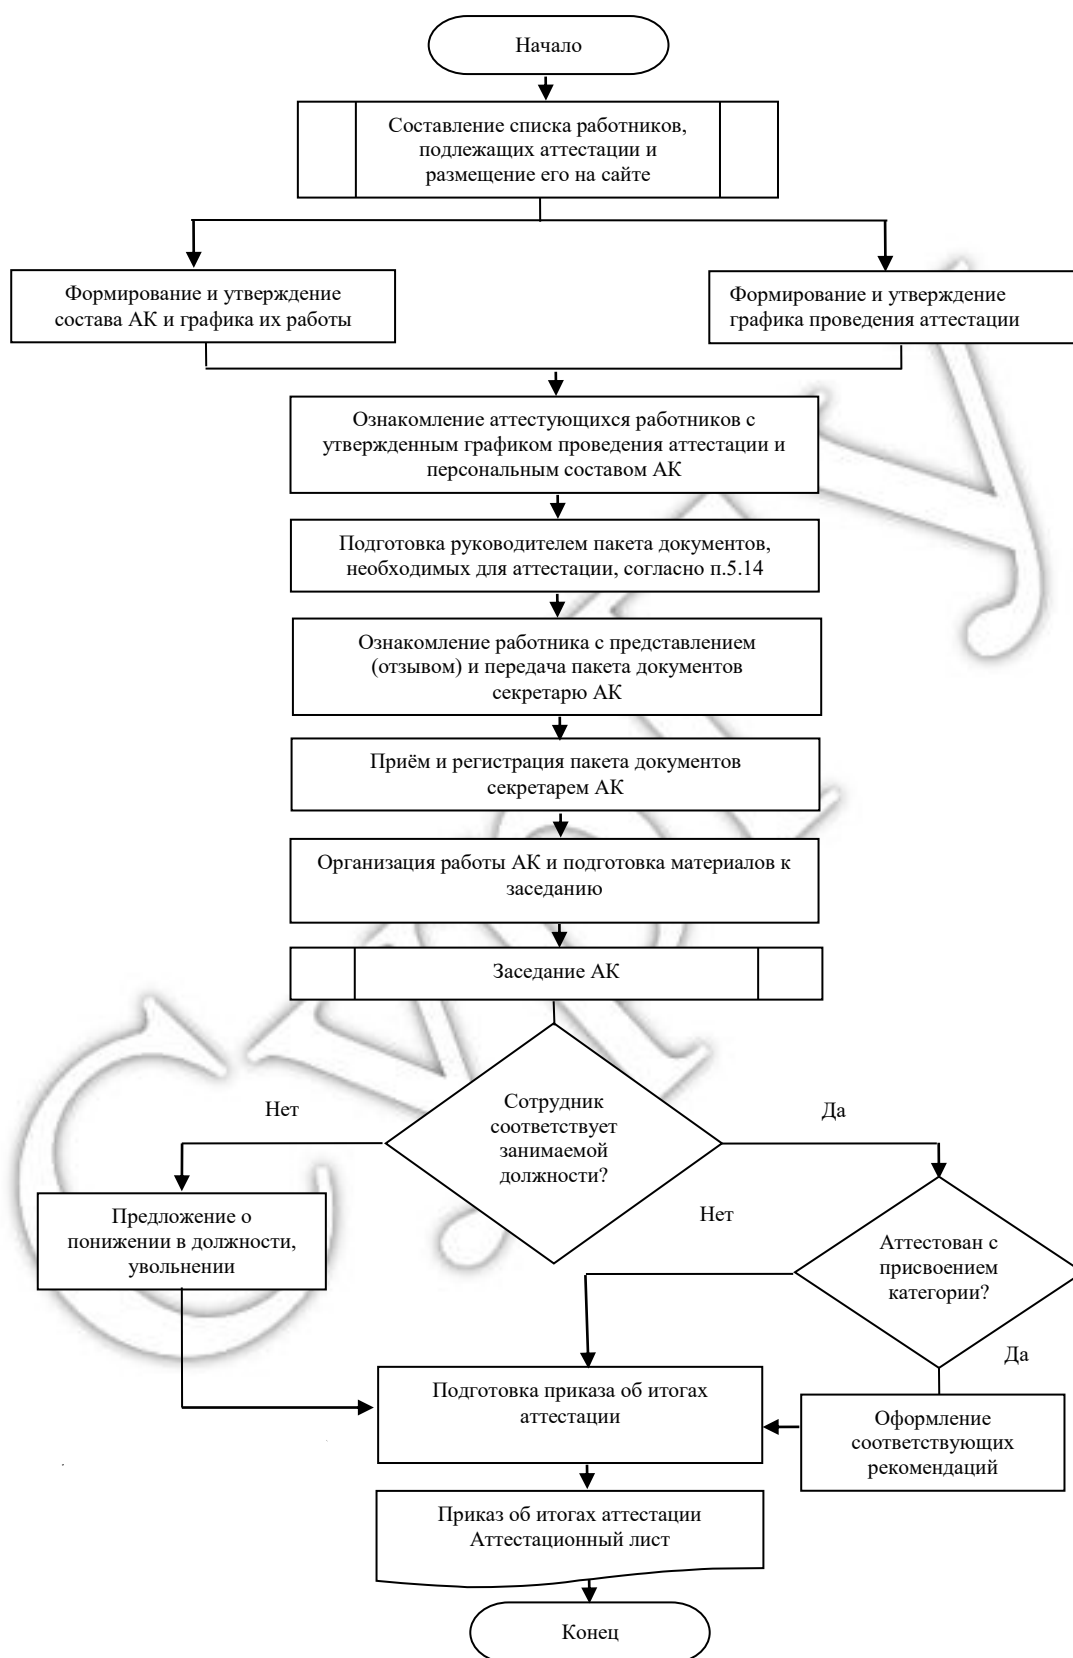 Начало
Составление списка работников,
подлежащих аттестации и
размещение его на сайте
Формирование и утверждение
состава АК и графика их работы
Формирование и утверждение
графика проведения аттестации
Ознакомление аттестующихся работников с
утвержденным графиком проведения аттестации и
персональным составом АК
Подготовка руководителем пакета документов,
необходимых для аттестации, согласно п.5.14
Ознакомление работника с представлением
(отзывом) и передача пакета документов
секретарю АК
Приём и регистрация пакета документов
секретарем АК
Организация работы АК и подготовка материалов к
заседанию
Заседание АК
Сотрудник
соответствует
занимаемой
должности?
Нет
Да
Предложение о
понижении в должности,
увольнении
Нет
Аттестован с
присвоением
категории?
Да
Подготовка приказа об итогах
аттестации
Оформление
соответствующих
рекомендаций
Приказ об итогах аттестации
Аттестационный лист
Конец